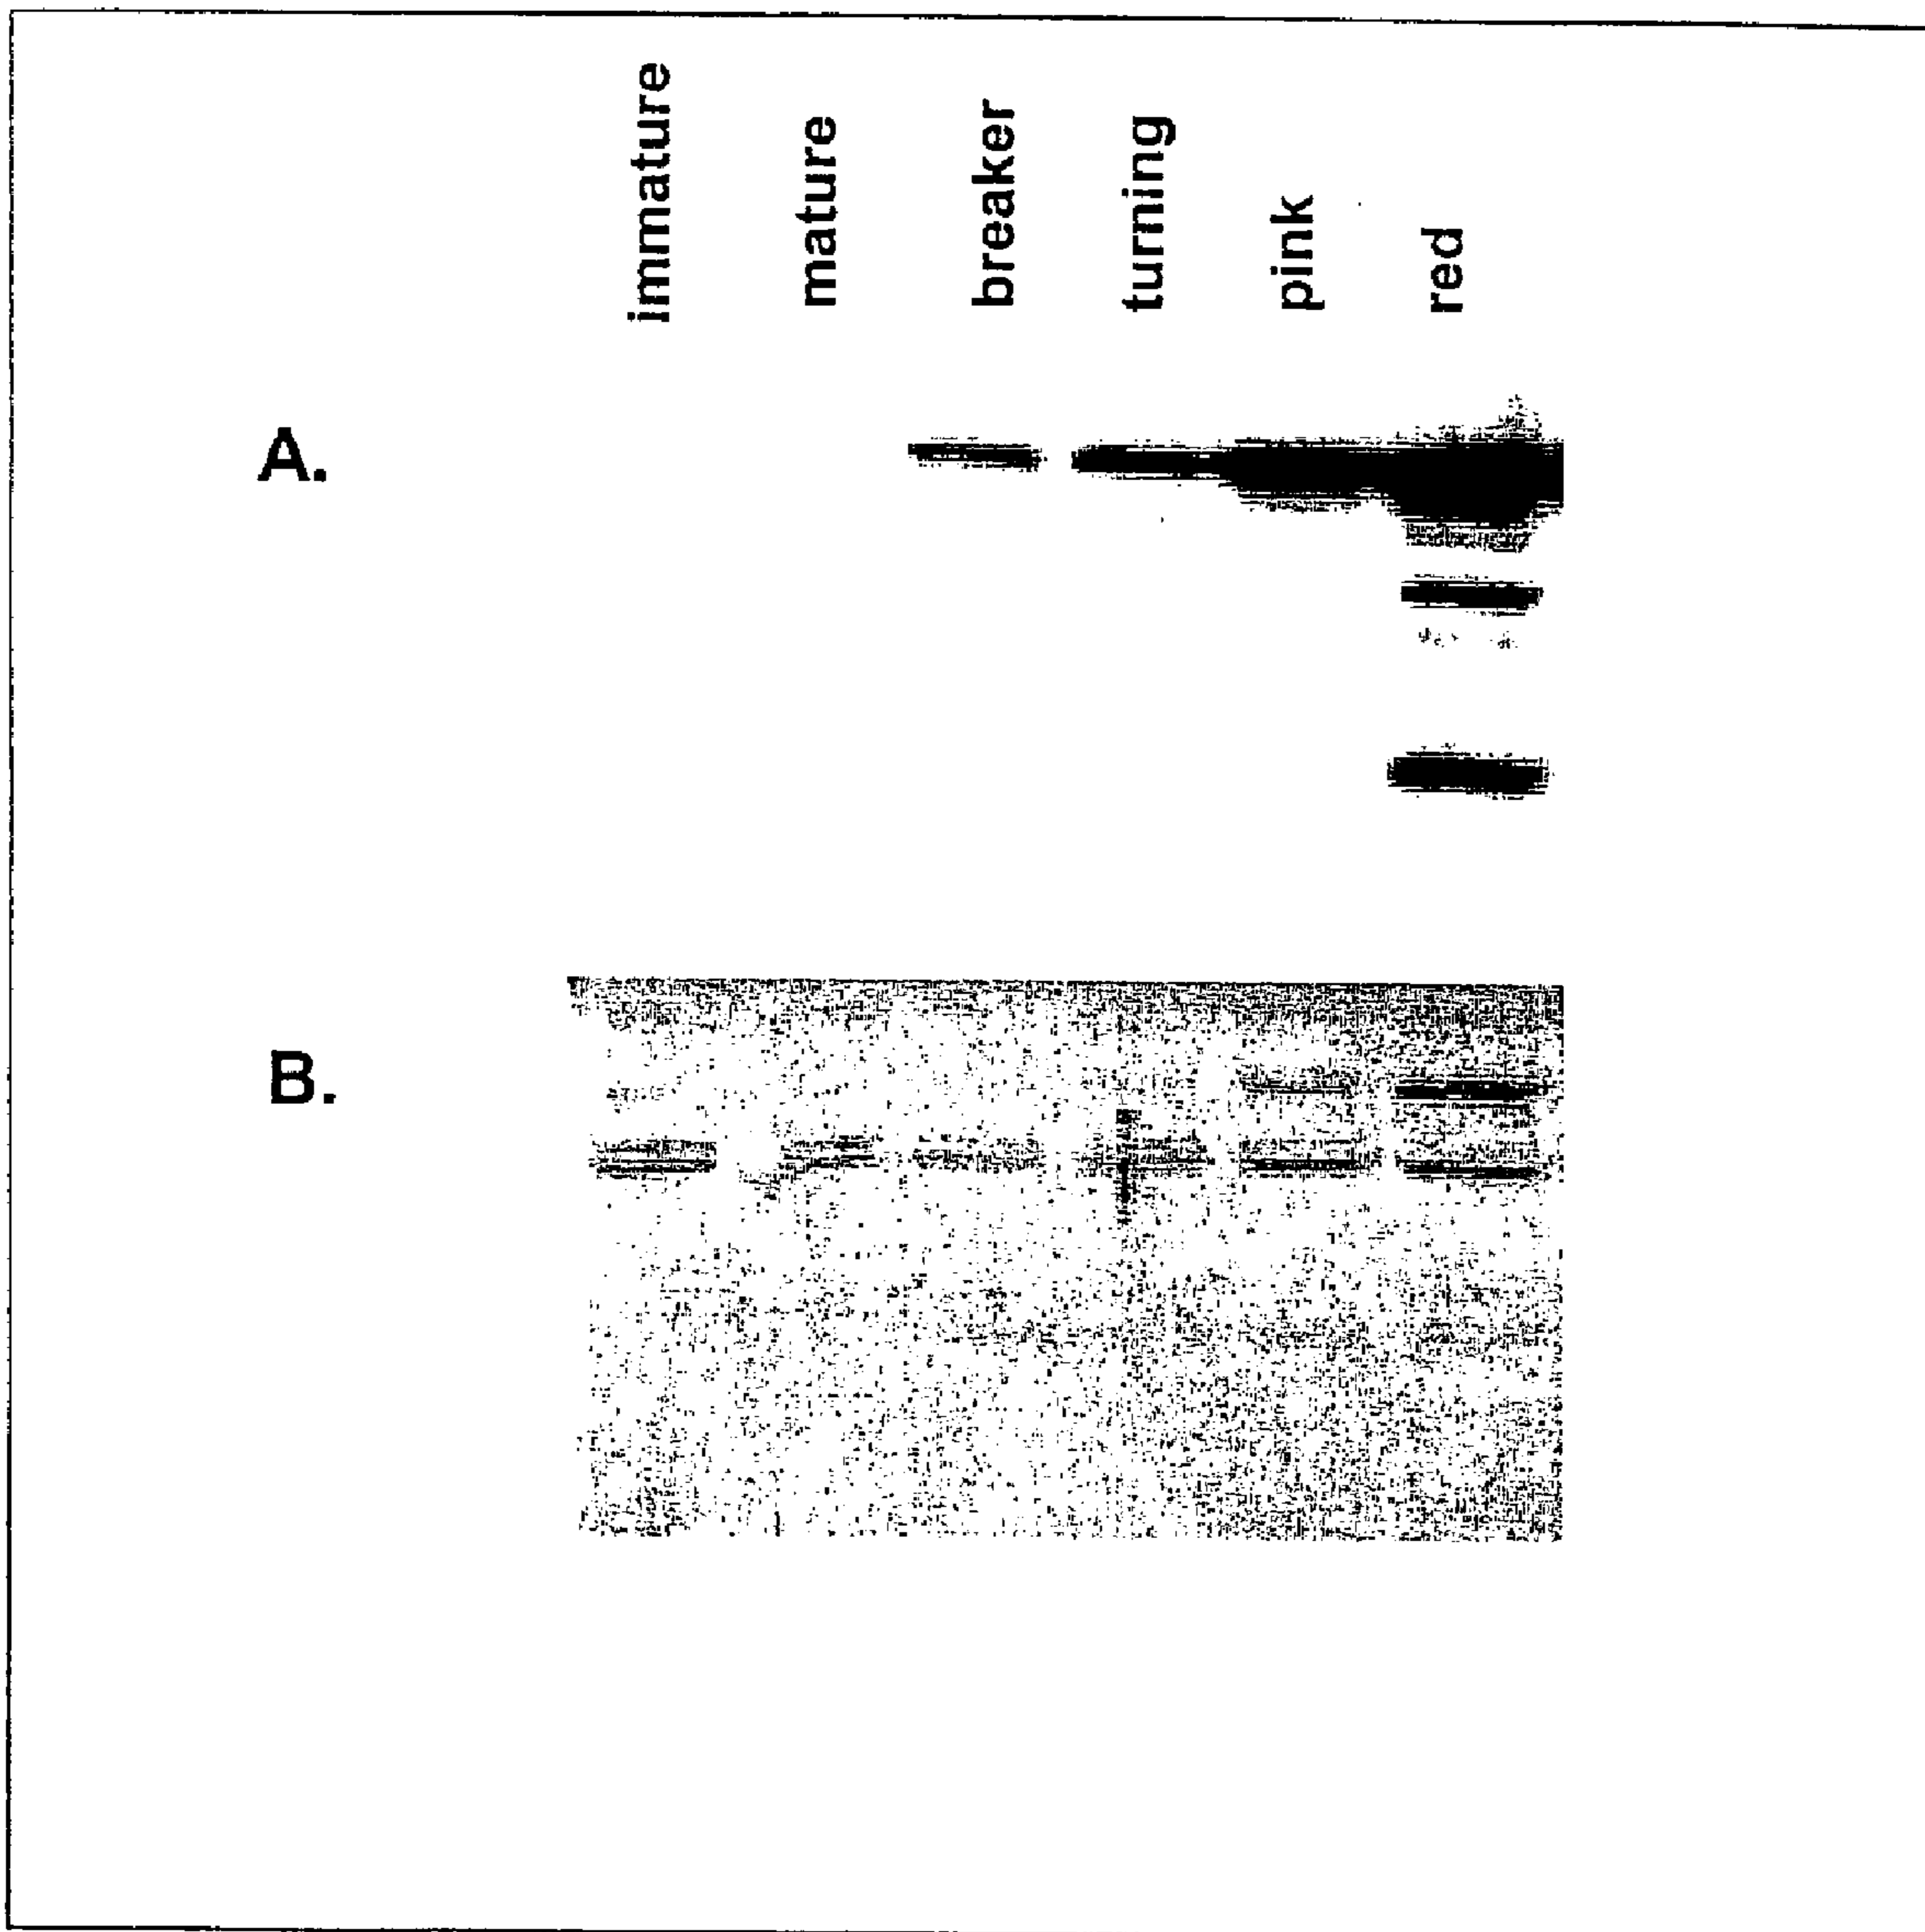 immature
mature
breaker
turning
pink
red
A.
B.